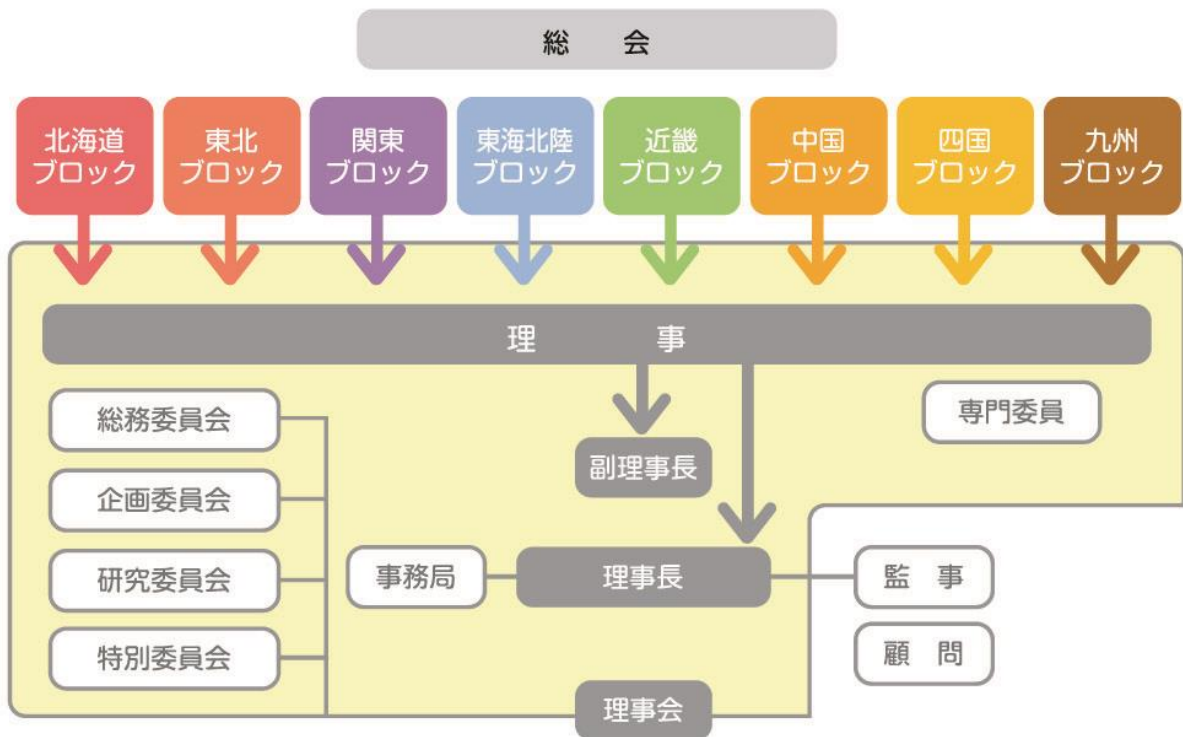 総　会
北海道
ブロック
東北
ブロック
関東
ブロック
東海北陸
ブロック
近畿
ブロック
中国
ブロック
四国
ブロック
九州
ブロック
理　事
総務委員会
専門委員
副理事長
企画委員会
研究委員会
事務局
理事長
監　事
特別委員会
顧　問
理事会